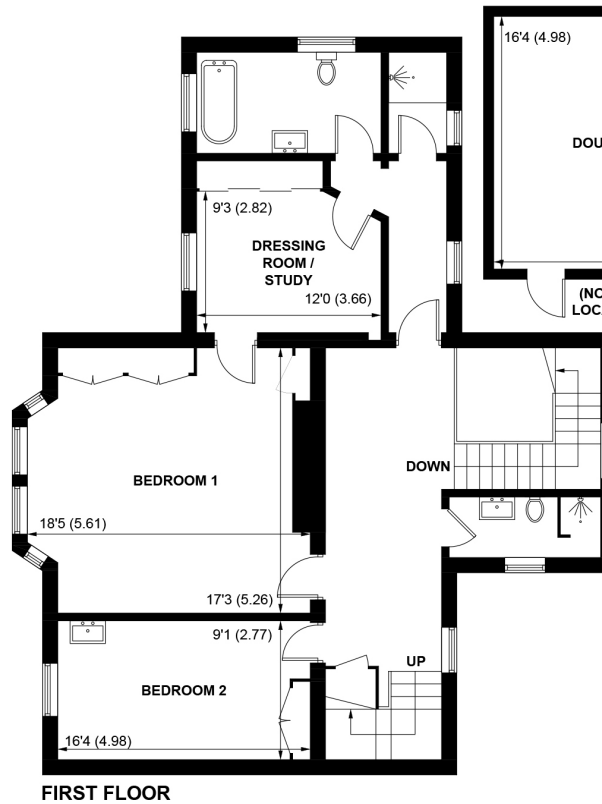 16'4 (4.98)
DOU
9'3 (2.82)
DRESSING
ROOM /
STUDY
12'0 (3.66)
(NO
LOCA
DOWN
BEDROOM 1
18'5 (5.61)
17'3 (5.26)
9'1 (2.77)
UP
BEDROOM 2
16'4 (4.98)
FIRST FLOOR